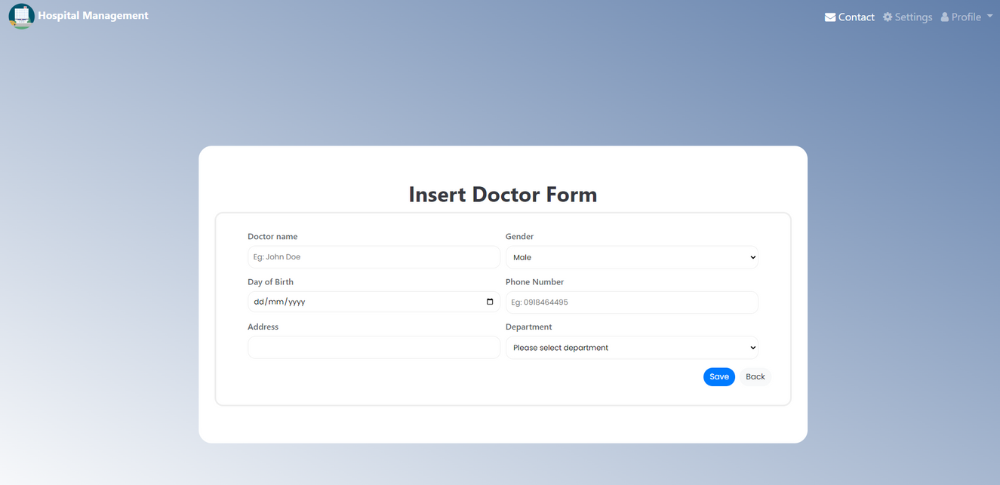 Hospital Management
Contact Settings Profile
Insert Doctor Form
Doctor name
Gender
Eg: John Doe
Male
Day of Birth
Phone Number
dd/mm/yyyy
Eg: 0918464495
Address
Department
Please select department
Save
Back